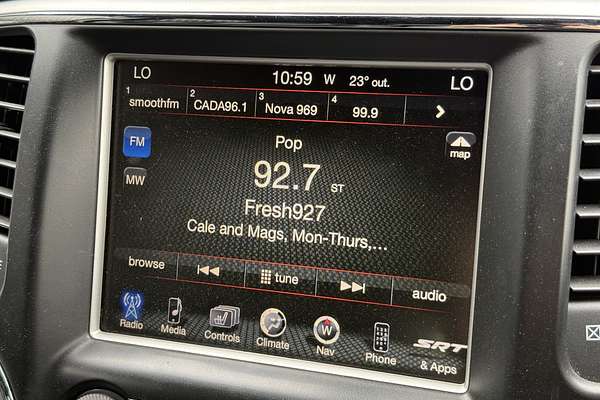 LO 10:59 W 23° out. LO
1 smoothfm 2 CADA96.1 3 Nova 969 4 99.9
FM Pop map
92.7 ST
MW
Fresh927
Cale and Mags, Mon-Thurs,...
browse tune audio
Radio Media Controls Climate W Nav Phone SRT & Apps